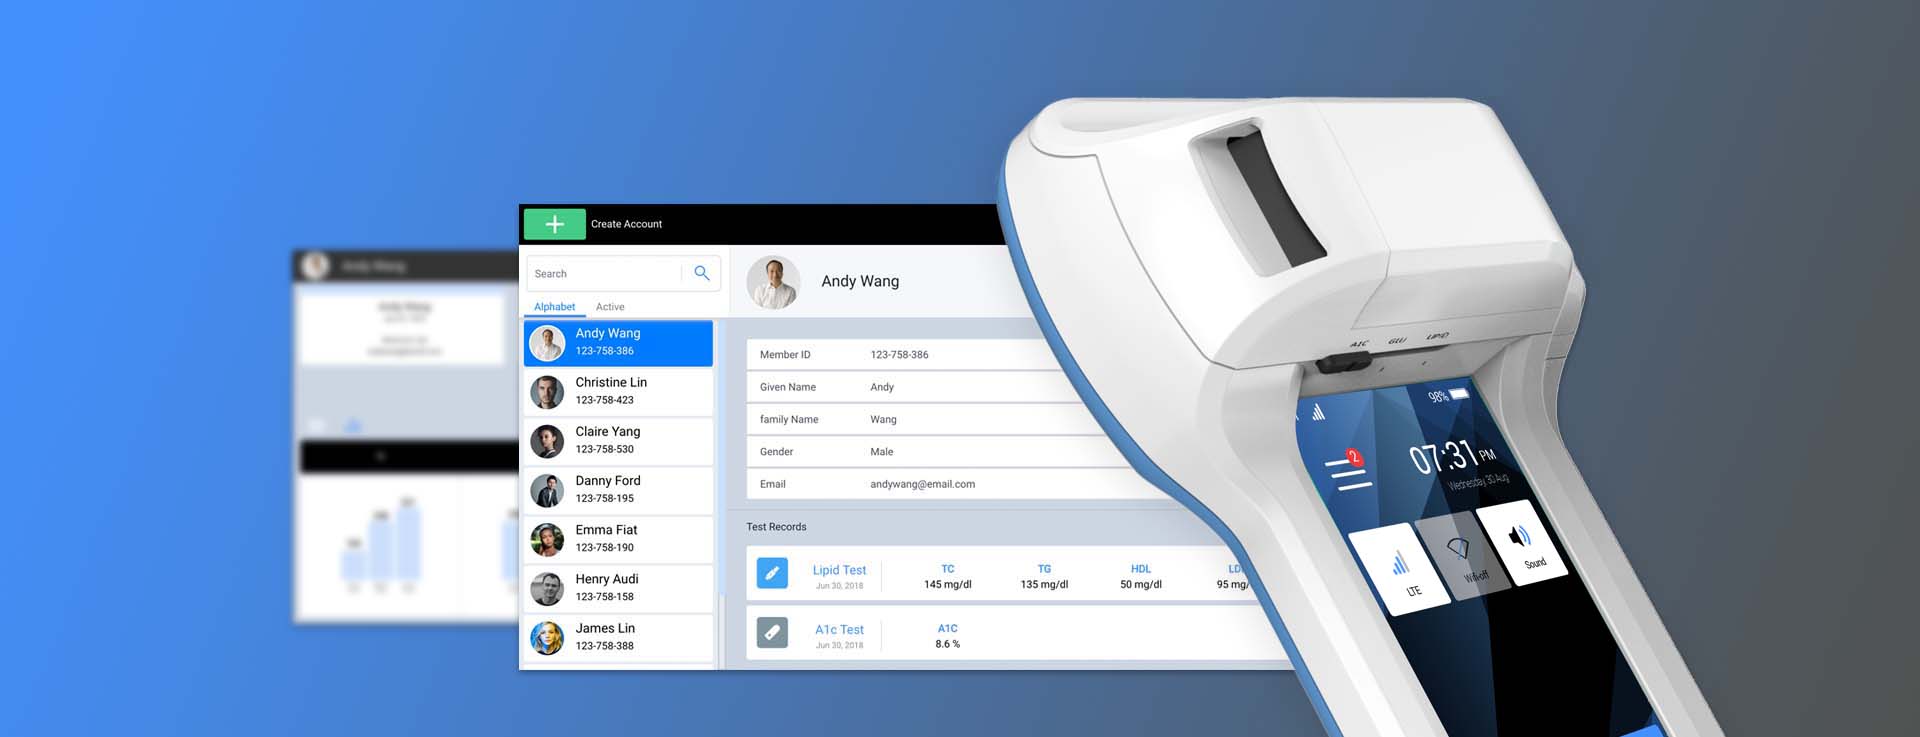 Create Account
Search
Alphabet Active
Andy Wang
123-758-386
Christine Lin
123-758-423
Claire Yang
123-758-530
Danny Ford
123-758-195
Emma Fiat
123-758-190
Henry Audi
123-758-158
James Lin
123-758-388
Andy Wang
Member ID 123-758-386
Given Name Andy
family Name Wang
Gender Male
Email andywang@email.com
Test Records
Lipid Test TC TG HDL
Jun 30, 2018 145 mg/dl 135 mg/dl 50 mg/dl 95 mg/
A1c Test A1C
Jun 30, 2018 8.6 %
Andy Wang
Andy Wang
A1C GLU LIPID
98%
2
07:31 PM
Wednesday, 30 Aug
LTE Wifi-off Sound